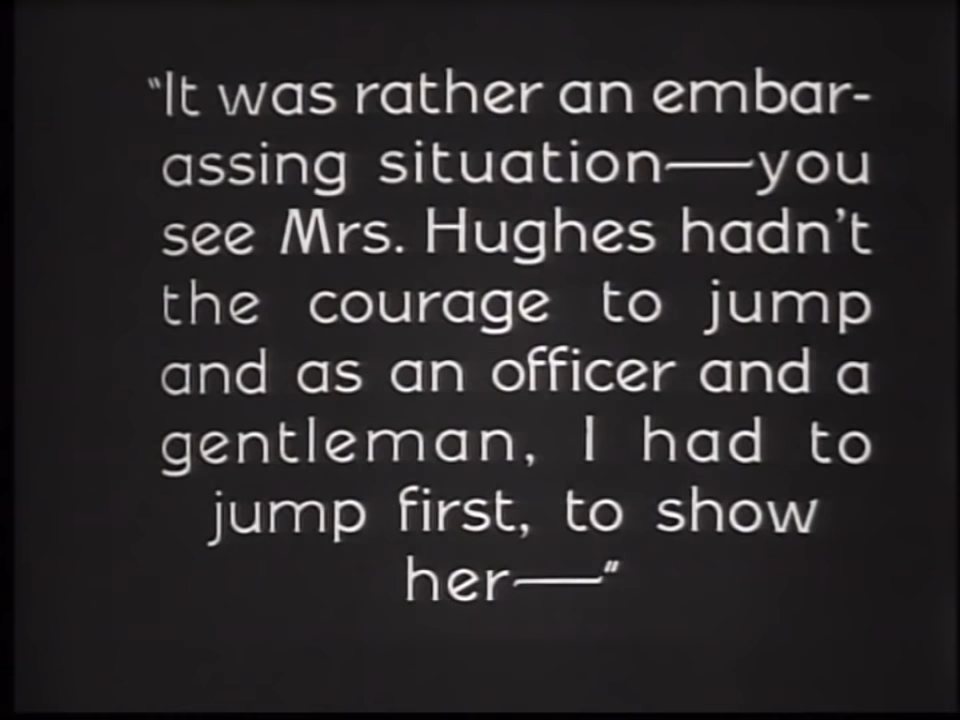 "It was rather an embar-
assing situation—you
see Mrs. Hughes hadn't
the courage to jump
and as an officer and a
gentleman, I had to
jump first, to show
her—"